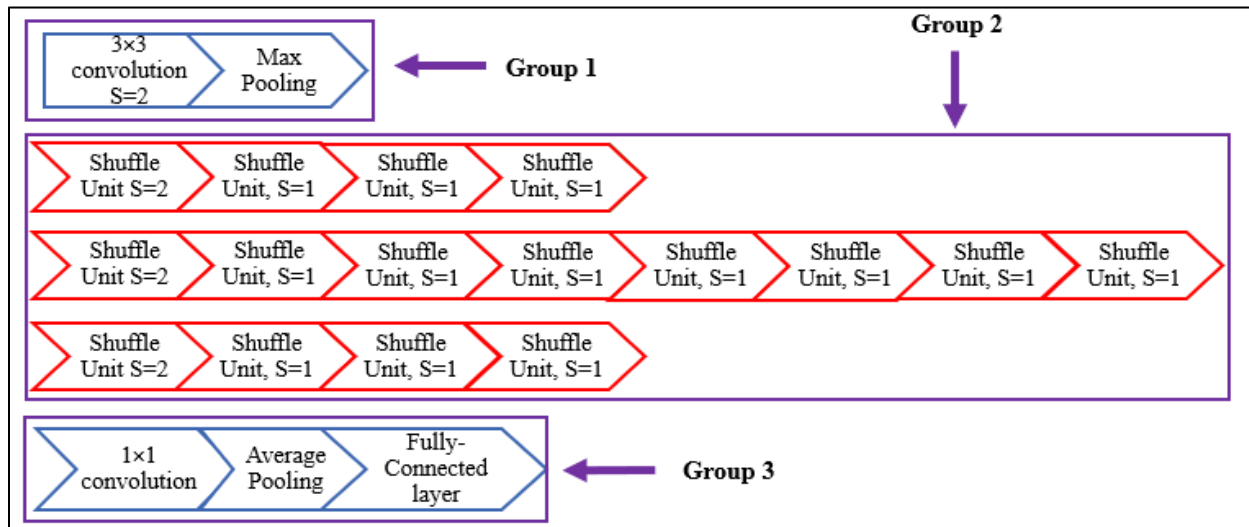 3×3
convolution
S=2
Max
Pooling
Group 1
Group 2
Shuffle
Unit S=2
Shuffle
Unit, S=1
Shuffle
Unit, S=1
Shuffle
Unit, S=1
Shuffle
Unit S=2
Shuffle
Unit, S=1
Shuffle
Unit, S=1
Shuffle
Unit, S=1
Shuffle
Unit, S=1
Shuffle
Unit, S=1
Shuffle
Unit, S=1
Shuffle
Unit, S=1
Shuffle
Unit S=2
Shuffle
Unit, S=1
Shuffle
Unit, S=1
Shuffle
Unit, S=1
1×1
convolution
Average
Pooling
Fully-
Connected
layer
Group 3